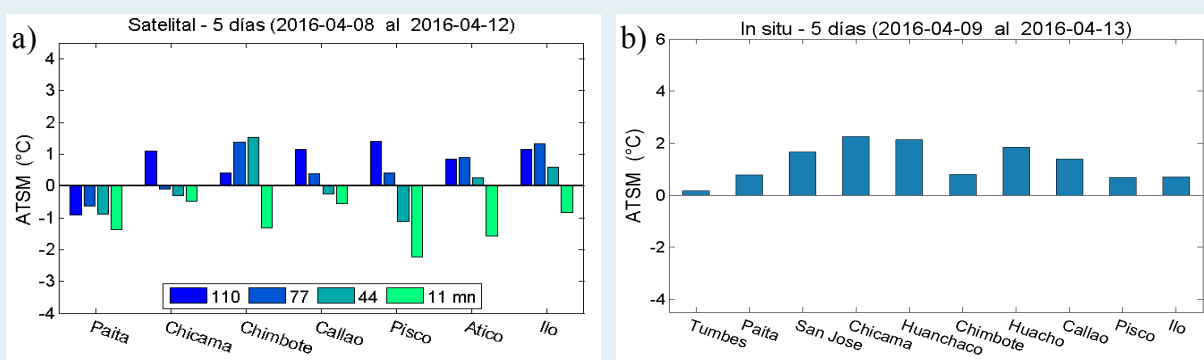 a)
Satelital - 5 días (2016-04-08 al 2016-04-12)
ATSM (°C)
4
3
2
1
0
-1
-2
-3
-4
110 77 44 11 mn
Paita Chicama Chimbote Callao Pisco Atico Ilo
b)
In situ - 5 días (2016-04-09 al 2016-04-13)
ATSM (°C)
6
4
2
0
-2
-4
Tumbes Paita San Jose Chicama Huanchaco Chimbote Huacho Callao Pisco Ilo